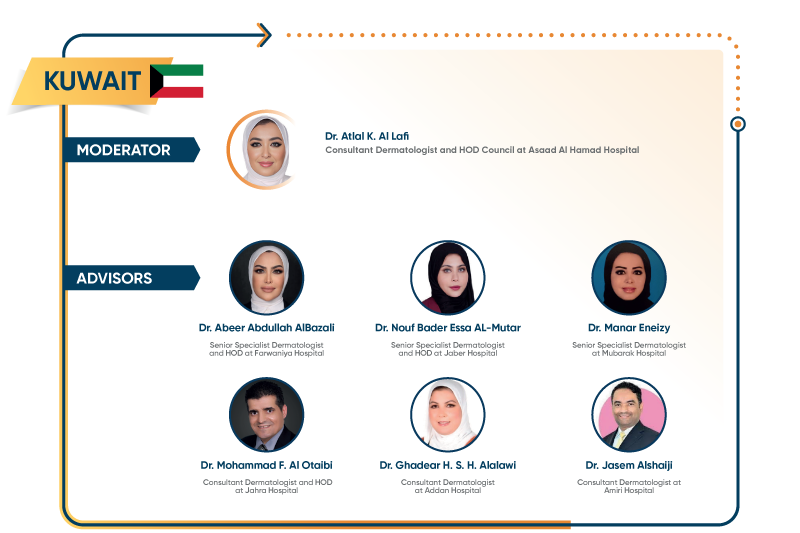 KUWAIT
MODERATOR
Dr. Atlal K. Al Lafi
Consultant Dermatologist and HOD Council at Asaad Al Hamad Hospital
ADVISORS
Dr. Abeer Abdullah AlBazali
Senior Specialist Dermatologist
and HOD at Farwaniya Hospital
Dr. Nouf Bader Essa AL-Mutar
Senior Specialist Dermatologist
and HOD at Jaber Hospital
Dr. Manar Eneizy
Senior Specialist Dermatologist
at Mubarak Hospital
Dr. Mohammad F. Al Otaibi
Consultant Dermatologist and HOD
at Jahra Hospital
Dr. Ghadear H. S. H. Alalawi
Consultant Dermatologist
at Addan Hospital
Dr. Jasem Alshaiji
Consultant Dermatologist at
Amiri Hospital